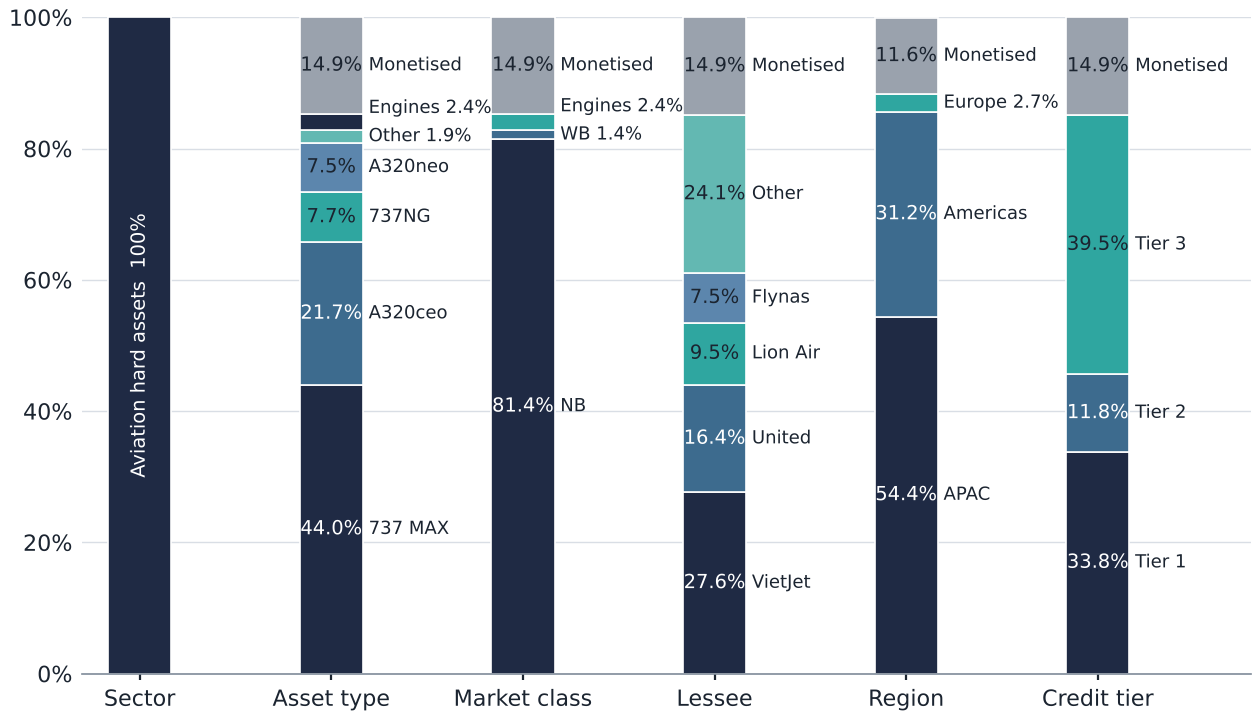 100%
80%
60%
40%
20%
0%
Aviation hard assets 100%
14.9% Monetised
Engines 2.4%
Other 1.9%
7.5% A320neo
7.7% 737NG
21.7% A320ceo
44.0% 737 MAX
14.9% Monetised
Engines 2.4%
WB 1.4%
81.4% NB
14.9% Monetised
24.1% Other
7.5% Flynas
9.5% Lion Air
16.4% United
27.6% VietJet
11.6% Monetised
Europe 2.7%
31.2% Americas
54.4% APAC
14.9% Monetised
39.5% Tier 3
11.8% Tier 2
33.8% Tier 1
Sector
Asset type
Market class
Lessee
Region
Credit tier